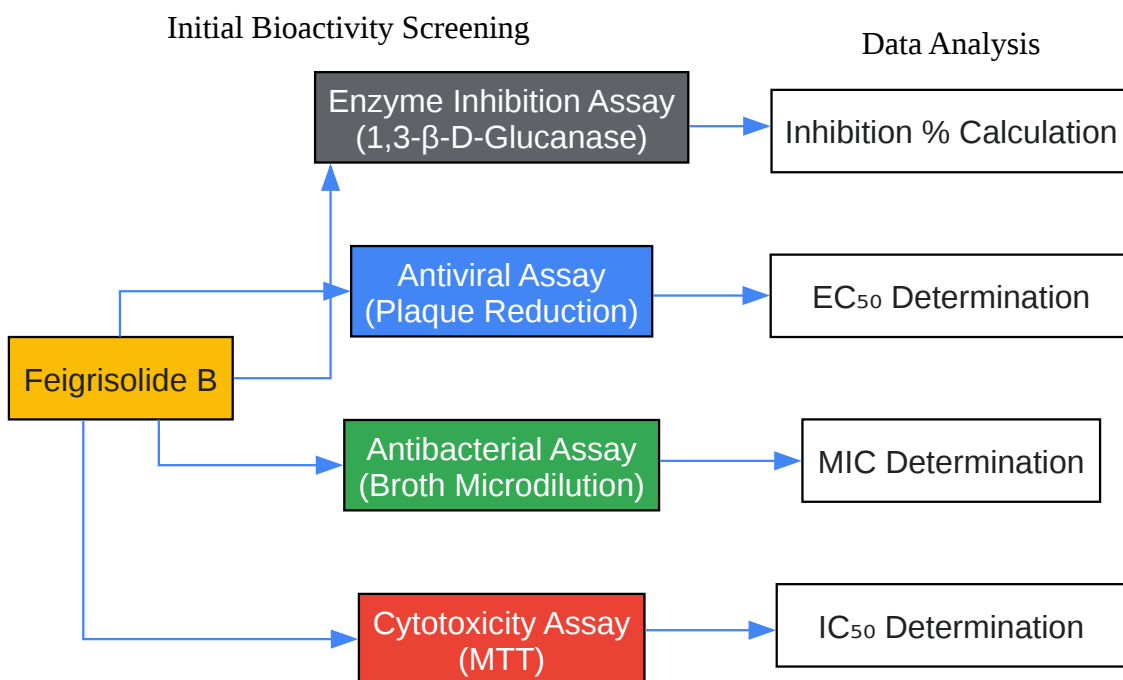 Initial Bioactivity Screening
Data Analysis
Enzyme Inhibition Assay
(1,3-β-D-Glucanase)
Inhibition % Calculation
Antiviral Assay
(Plaque Reduction)
EC₅₀ Determination
Feigrisolide B
Antibacterial Assay
(Broth Microdilution)
MIC Determination
Cytotoxicity Assay
(MTT)
IC₅₀ Determination